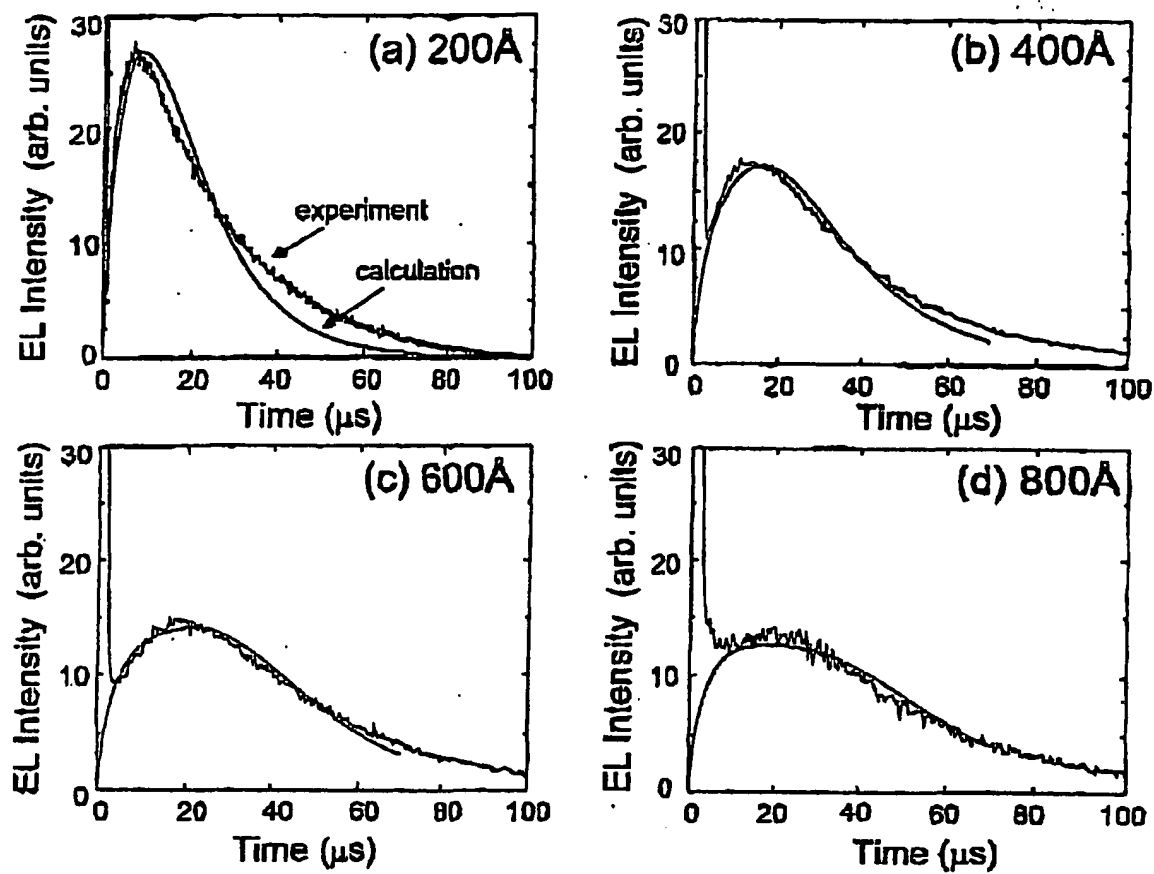 (a) 200Å
EL Intensity (arb. units)
30
20
10
0
experiment
calculation
0 20 40 60 80 100
Time (μs)
(b) 400Å
EL Intensity (arb. units)
30
20
10
0
0 20 40 60 80 100
Time (μs)
(c) 600Å
EL Intensity (arb. units)
30
20
10
0
0 20 40 60 80 100
Time (μs)
(d) 800Å
EL Intensity (arb. units)
30
20
10
0
0 20 40 60 80 100
Time (μs)